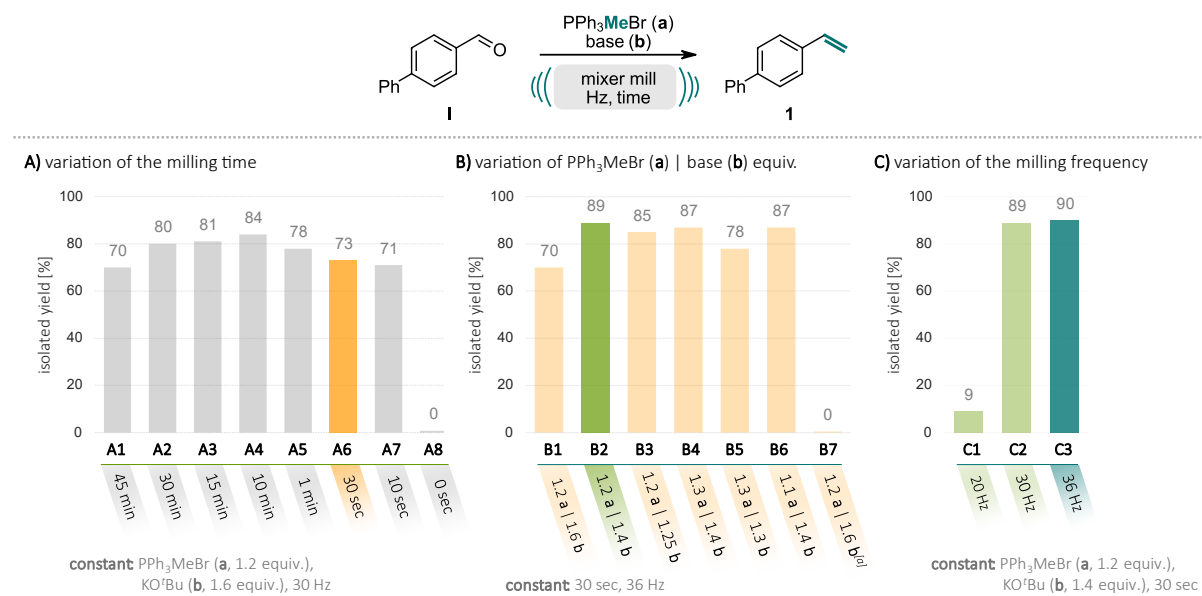 PPh₃MeBr (a)
base (b)
O
mixer mill
Hz, time
Ph
Ph
I
1
A) variation of the milling time
B) variation of PPh₃MeBr (a) | base (b) equiv.
C) variation of the milling frequency
isolated yield [%]
100
80
60
40
20
0
70
80
81
84
78
73
71
0
A1
A2
A3
A4
A5
A6
A7
A8
45 min
30 min
15 min
10 min
1 min
30 sec
10 sec
0 sec
constant: PPh₃MeBr (a, 1.2 equiv.),
KOᵗBu (b, 1.6 equiv.), 30 Hz
isolated yield [%]
100
80
60
40
20
0
70
89
85
87
78
87
0
B1
B2
B3
B4
B5
B6
B7
1.2 a | 1.6 b
1.2 a | 1.4 b
1.2 a | 1.25 b
1.3 a | 1.4 b
1.3 a | 1.3 b
1.1 a | 1.4 b
1.2 a | 1.6 b[a]
constant: 30 sec, 36 Hz
isolated yield [%]
100
80
60
40
20
0
9
89
90
C1
C2
C3
20 Hz
30 Hz
36 Hz
constant: PPh₃MeBr (a, 1.2 equiv.),
KOᵗBu (b, 1.4 equiv.), 30 sec